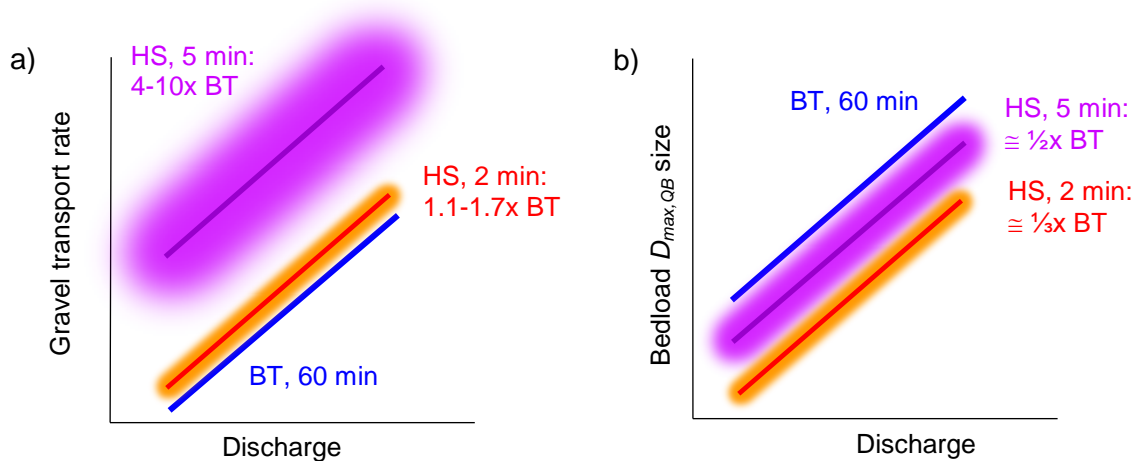 a)
HS, 5 min:
4-10x BT
Gravel transport rate
HS, 2 min:
1.1-1.7x BT
BT, 60 min
Discharge
b)
BT, 60 min
HS, 5 min:
≅ ½x BT
Bedload Dmax, QB size
HS, 2 min:
≅ ⅓x BT
Discharge